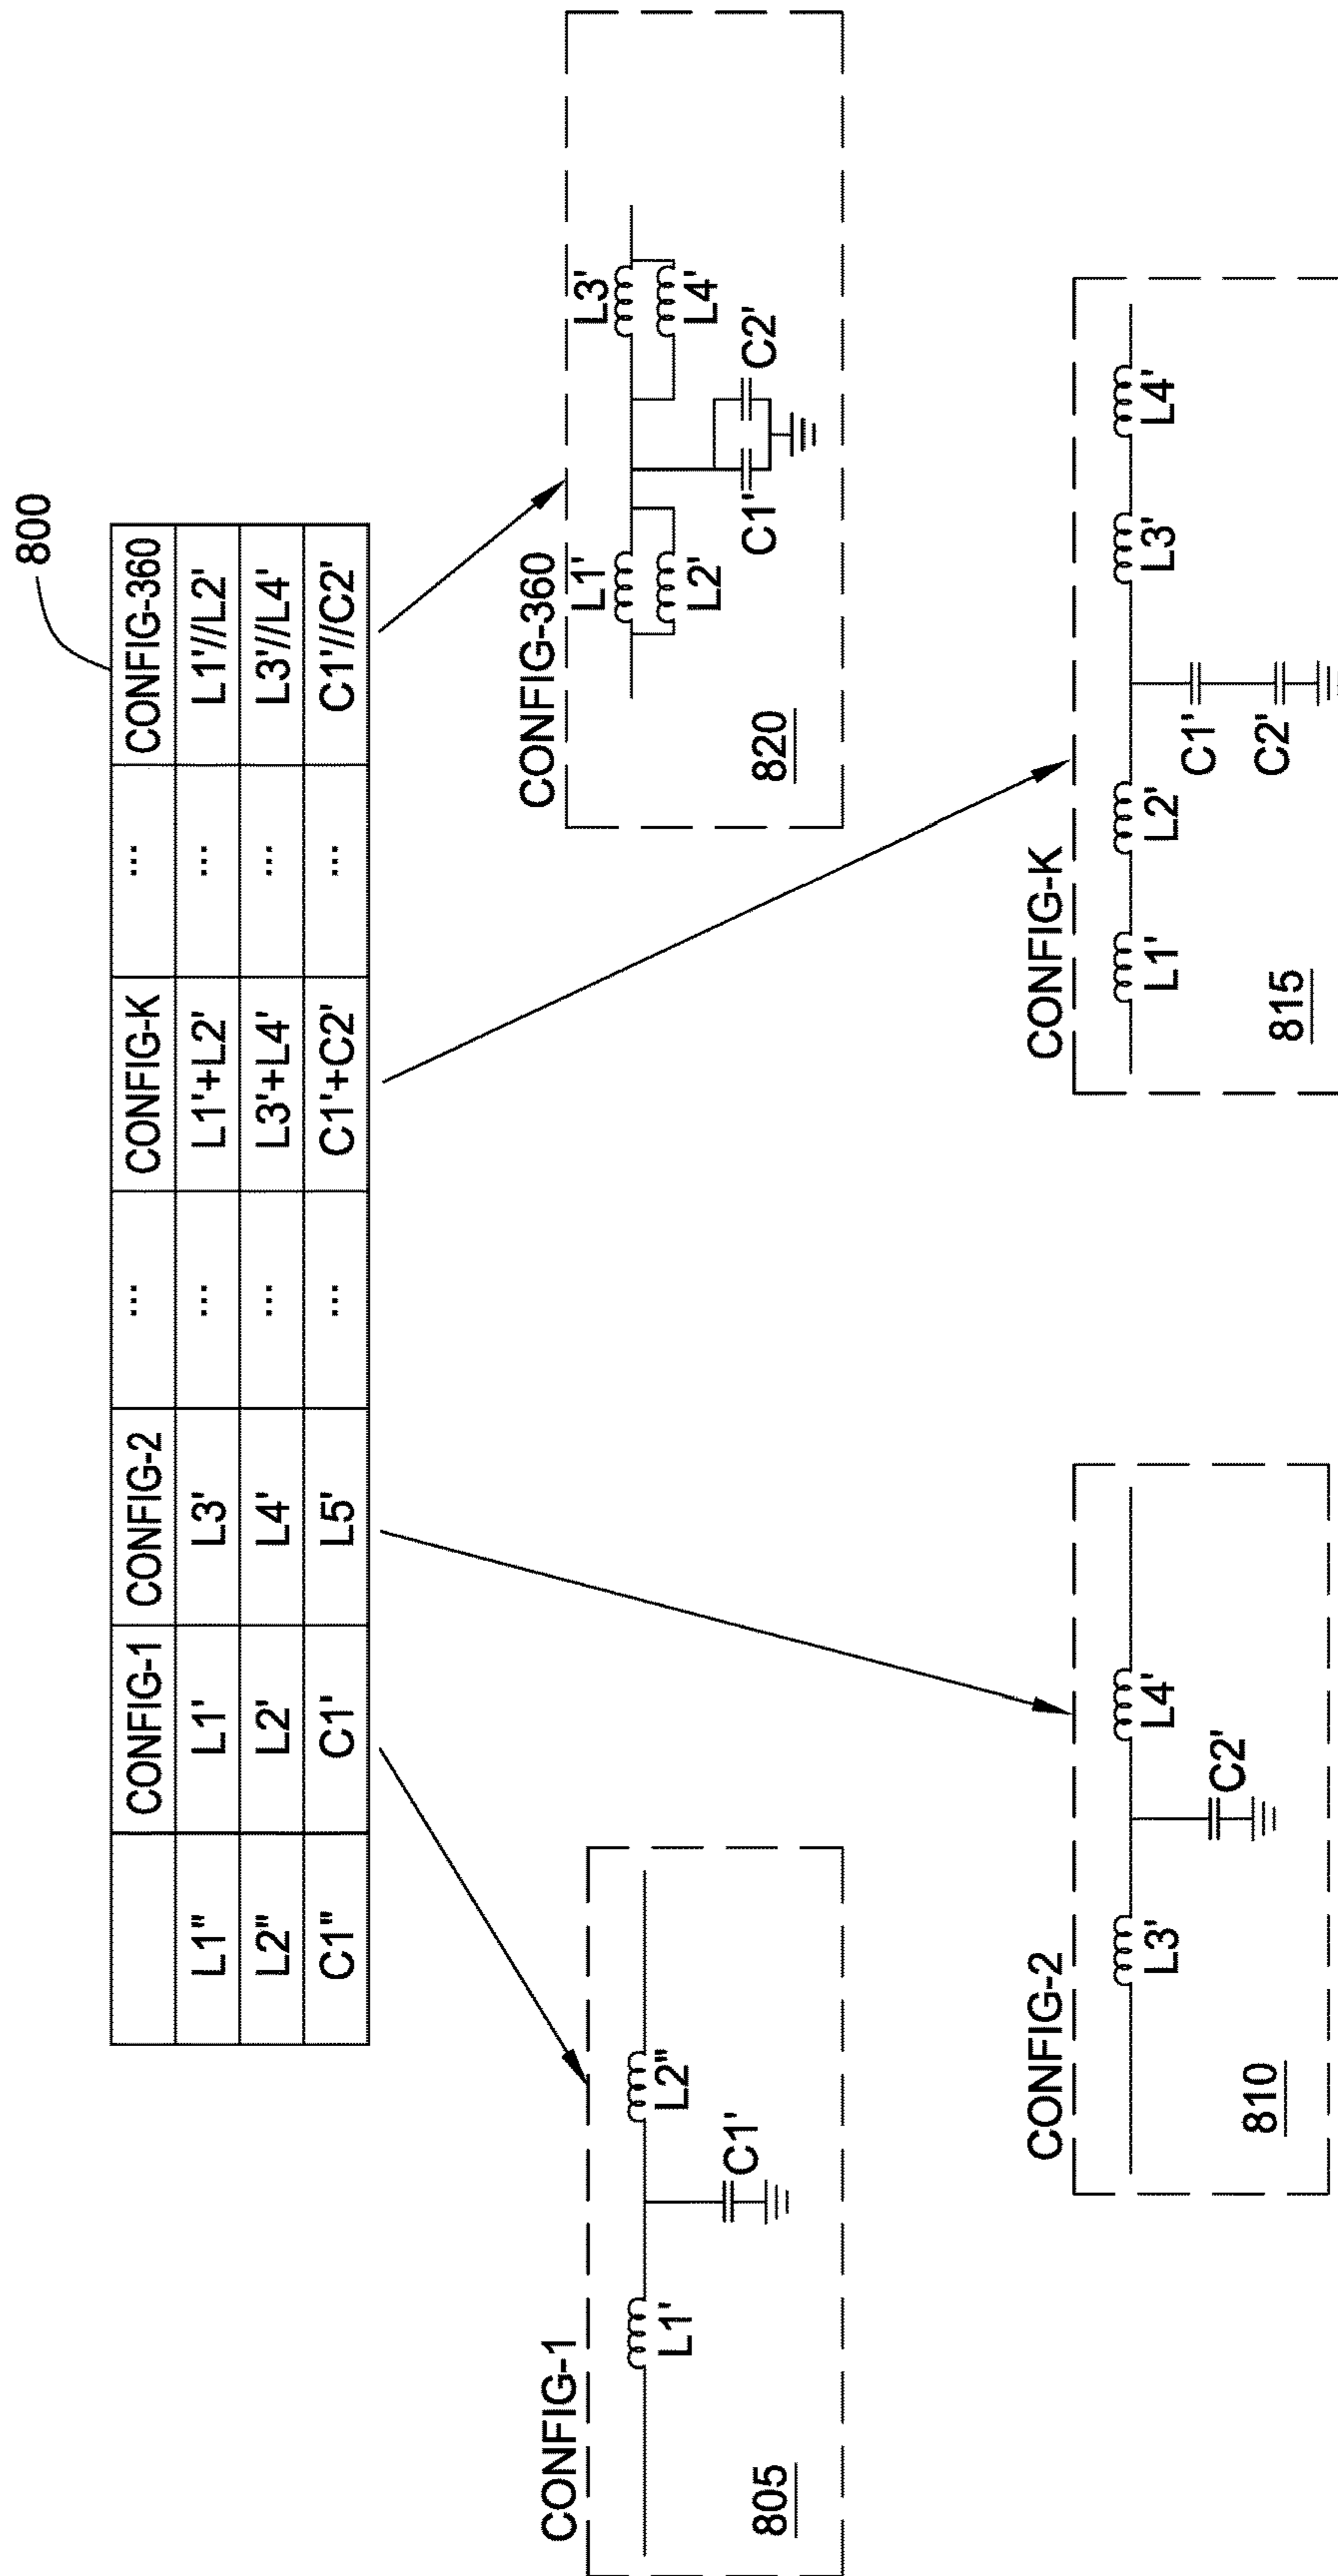 800
CONFIG-1 CONFIG-2 ... CONFIG-K ... CONFIG-360
L1" L1' L3' ... L1'+L2' ... L1'//L2'
L2" L2' L4' ... L3'+L4' ... L3'//L4'
C1" C1' L5' ... C1'+C2' ... C1'//C2'
CONFIG-1
L1' L2"
C1'
805
CONFIG-360
L1' L3'
L2' L4'
C1' C2'
820
CONFIG-2
L3' L4'
C2'
810
CONFIG-K
L1' L2' L3' L4'
C1'
C2'
815